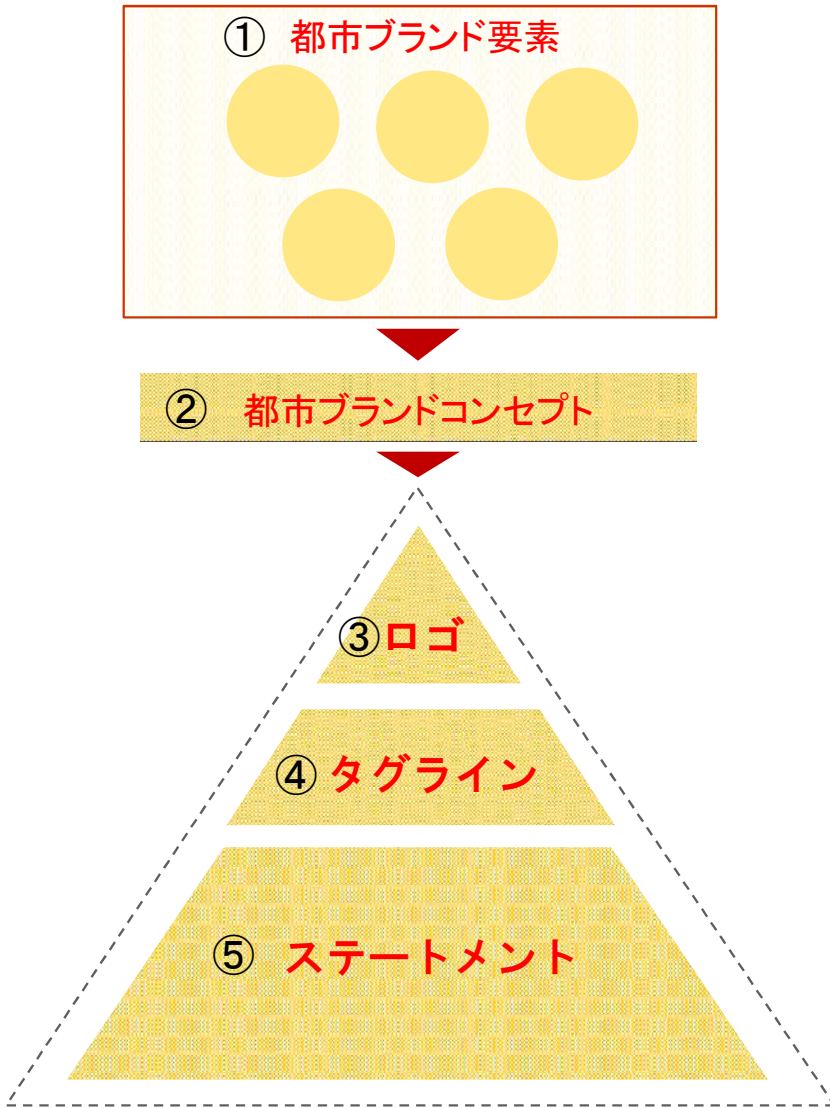 ① 都市ブランド要素
② 都市ブランドコンセプト
③ロゴ
④タグライン
⑤ ステートメント